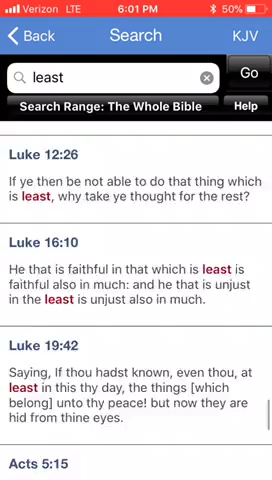 Verizon LTE 6:01 PM 50%
Back Search KJV
least Go
Search Range: The Whole Bible Help
Luke 12:26
If ye then be not able to do that thing which
is least, why take ye thought for the rest?
Luke 16:10
He that is faithful in that which is least is
faithful also in much: and he that is unjust
in the least is unjust also in much.
Luke 19:42
Saying, If thou hadst known, even thou, at
least in this thy day, the things [which
belong] unto thy peace! but now they are
hid from thine eyes.
Acts 5:15